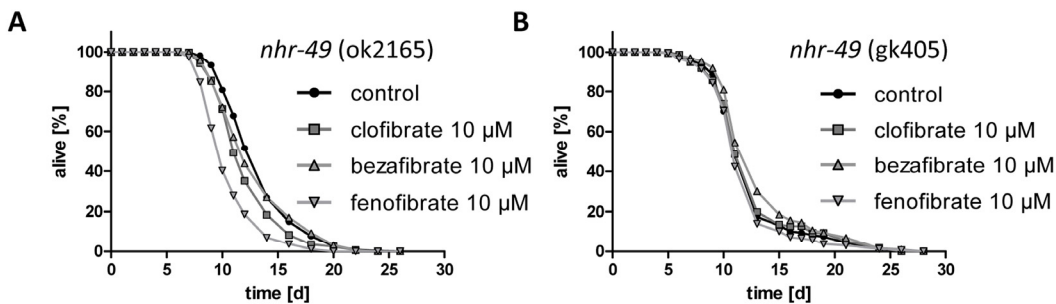 A
nhr-49 (ok2165)
control
clofibrate 10 µM
bezafibrate 10 µM
fenofibrate 10 µM
alive [%]
100
80
60
40
20
0
0 5 10 15 20 25 30
time [d]
B
nhr-49 (gk405)
control
clofibrate 10 µM
bezafibrate 10 µM
fenofibrate 10 µM
alive [%]
100
80
60
40
20
0
0 5 10 15 20 25 30
time [d]